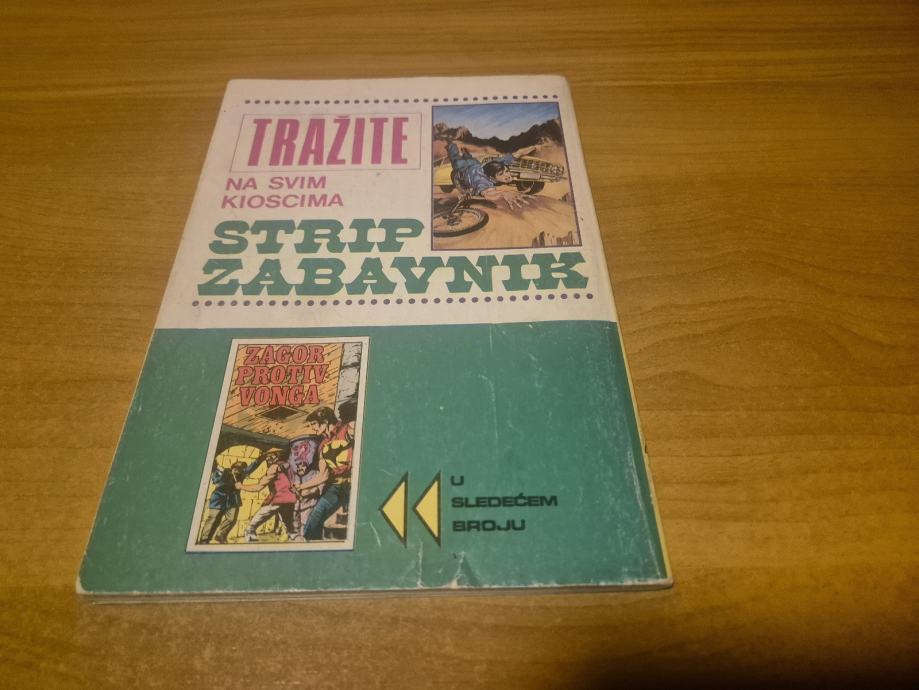 TRAŽITE
NA SVIM
KIOSCIMA
STRIP
ZABAVNIK
ZAGOR
PROTIV
VONGA
U
SLEDEĆEM
BROJU